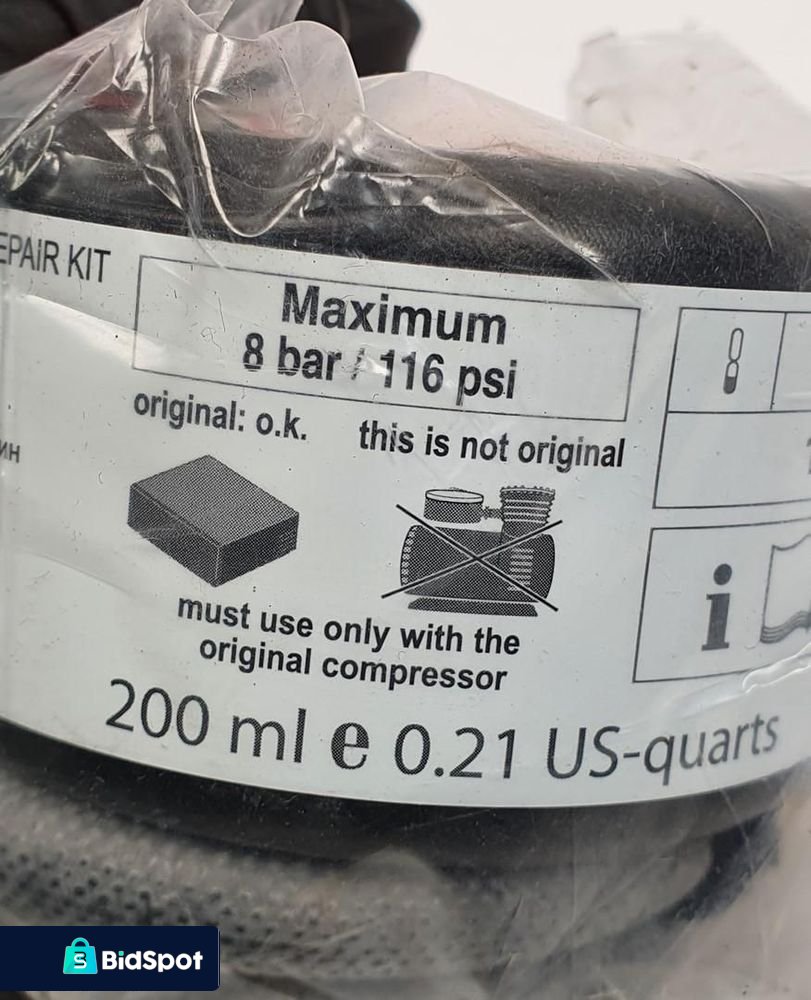 EPAIR KIT
Maximum
8 bar / 116 psi
original: o.k.
this is not original
ИН
must use only with the
original compressor
i
200 ml e 0.21 US-quarts
BidSpot